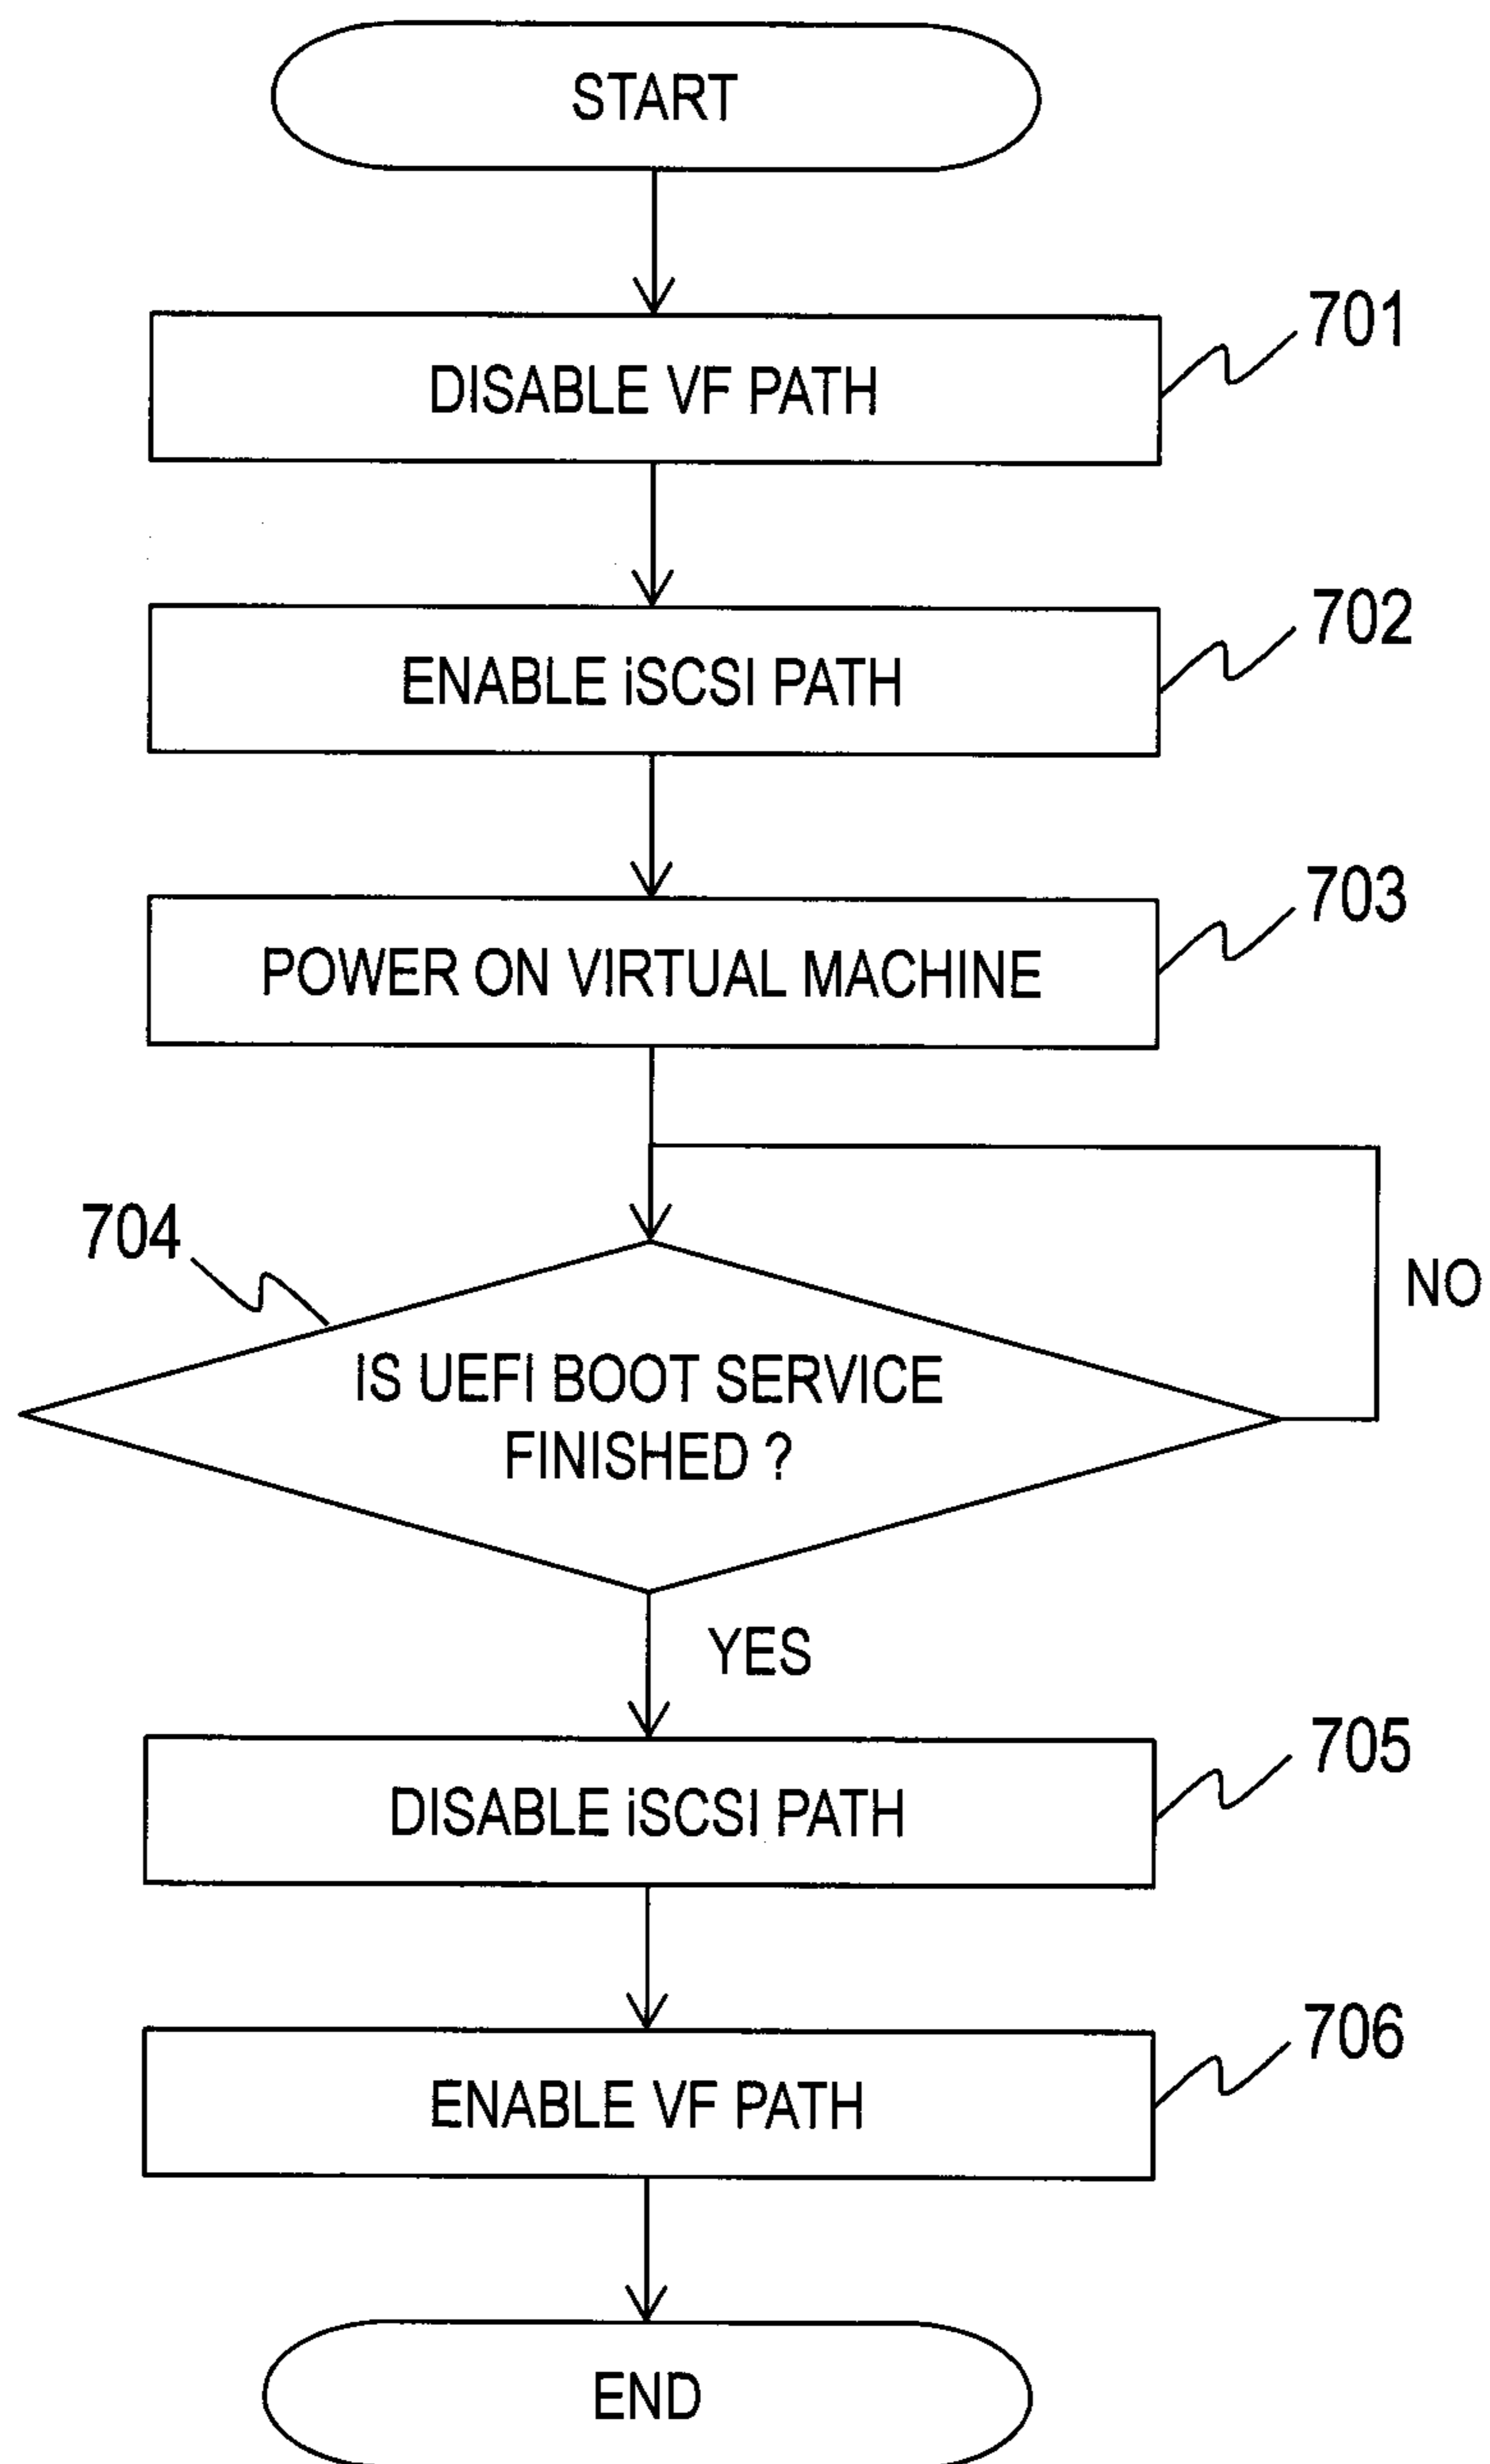 START
DISABLE VF PATH
701
ENABLE iSCSI PATH
702
POWER ON VIRTUAL MACHINE
703
704
NO
IS UEFI BOOT SERVICE
FINISHED ?
YES
DISABLE iSCSI PATH
705
ENABLE VF PATH
706
END